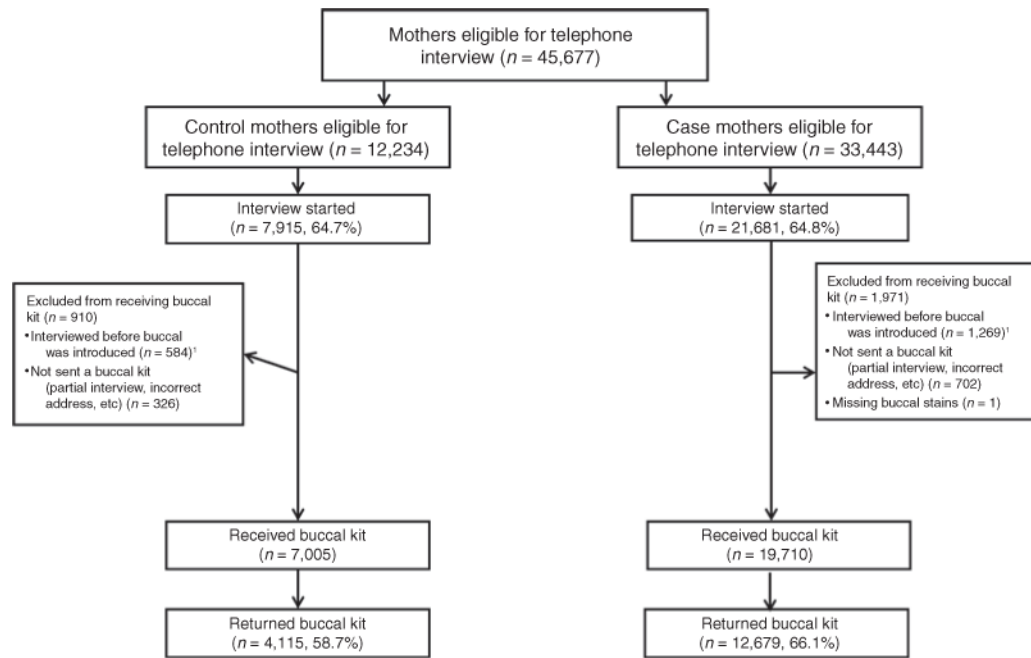 Mothers eligible for telephone
interview (n = 45,677)
Control mothers eligible for
telephone interview (n = 12,234)
Case mothers eligible for
telephone interview (n = 33,443)
Interview started
(n = 7,915, 64.7%)
Interview started
(n = 21,681, 64.8%)
Excluded from receiving buccal
kit (n = 910)
•Interviewed before buccal
was introduced (n = 584)¹
•Not sent a buccal kit
(partial interview, incorrect
address, etc) (n = 326)
Excluded from receiving buccal
kit (n = 1,971)
•Interviewed before buccal
was introduced (n = 1,269)¹
•Not sent a buccal kit
(partial interview, incorrect
address, etc) (n = 702)
•Missing buccal stains (n = 1)
Received buccal kit
(n = 7,005)
Received buccal kit
(n = 19,710)
Returned buccal kit
(n = 4,115, 58.7%)
Returned buccal kit
(n = 12,679, 66.1%)